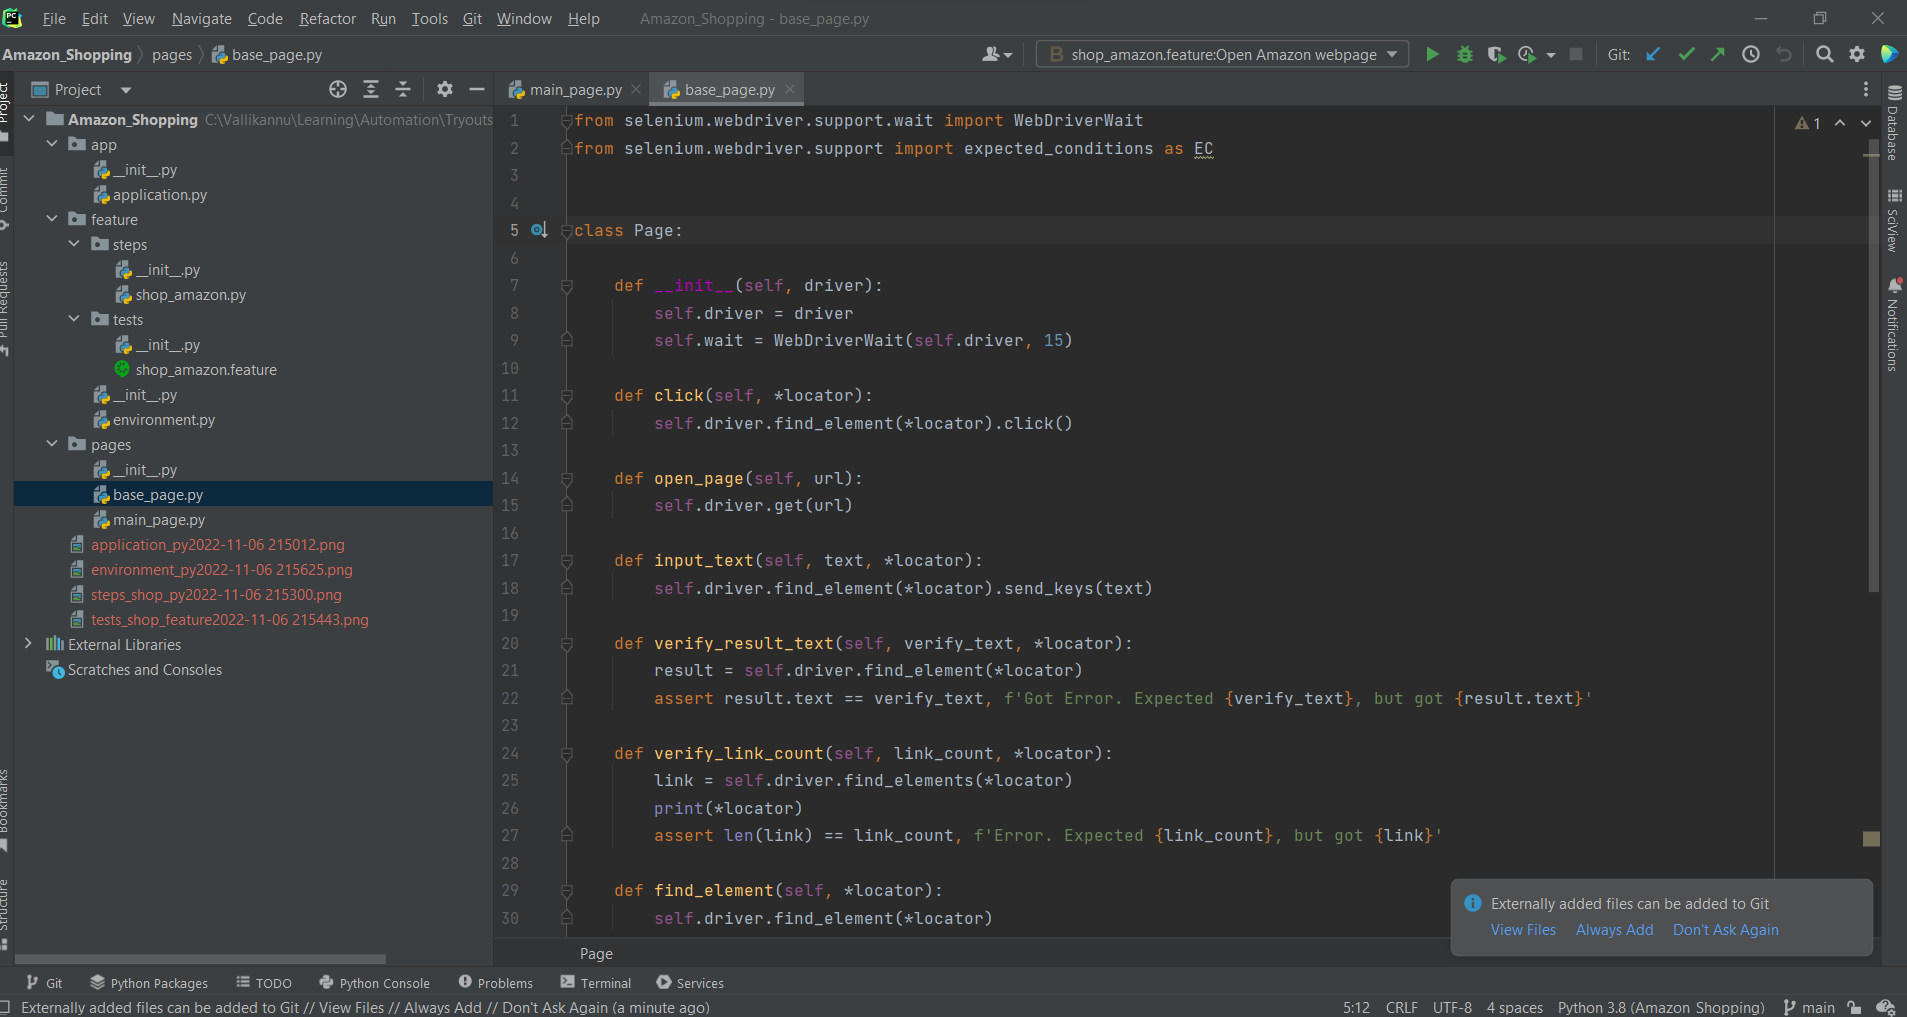 File Edit View Navigate Code Refactor Run Tools Git Window Help Amazon_Shopping - base_page.py
Amazon_Shopping pages base_page.py shop_amazon.feature:Open Amazon webpage Git:
Project main_page.py base_page.py
Amazon_Shopping C:\Vallikannu\Learning\Automation\Tryouts
app
__init__.py
application.py
feature
steps
__init__.py
shop_amazon.py
tests
__init__.py
shop_amazon.feature
__init__.py
environment.py
pages
__init__.py
base_page.py
main_page.py
application_py2022-11-06 215012.png
environment_py2022-11-06 215625.png
steps_shop_py2022-11-06 215300.png
tests_shop_feature2022-11-06 215443.png
External Libraries
Scratches and Consoles
Project
Commit
Pull Requests
Bookmarks
Structure
1 from selenium.webdriver.support.wait import WebDriverWait
2 from selenium.webdriver.support import expected_conditions as EC
3
4
5 class Page:
6
7 def __init__(self, driver):
8 self.driver = driver
9 self.wait = WebDriverWait(self.driver, 15)
10
11 def click(self, *locator):
12 self.driver.find_element(*locator).click()
13
14 def open_page(self, url):
15 self.driver.get(url)
16
17 def input_text(self, text, *locator):
18 self.driver.find_element(*locator).send_keys(text)
19
20 def verify_result_text(self, verify_text, *locator):
21 result = self.driver.find_element(*locator)
22 assert result.text == verify_text, f'Got Error. Expected {verify_text}, but got {result.text}'
23
24 def verify_link_count(self, link_count, *locator):
25 link = self.driver.find_elements(*locator)
26 print(*locator)
27 assert len(link) == link_count, f'Error. Expected {link_count}, but got {link}'
28
29 def find_element(self, *locator):
30 self.driver.find_element(*locator)
1
Database
SciView
Notifications
Externally added files can be added to Git
View Files Always Add Don't Ask Again
Page
Git Python Packages TODO Python Console Problems Terminal Services
Externally added files can be added to Git // View Files // Always Add // Don't Ask Again (a minute ago) 5:12 CRLF UTF-8 4 spaces Python 3.8 (Amazon_Shopping) main